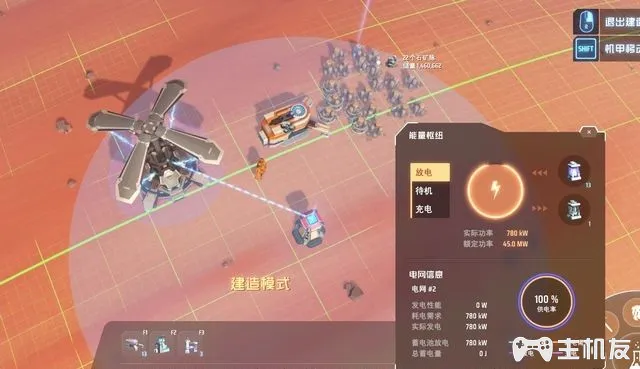 退出建造
SHIFT
机甲移动
22个石矿脉
储量1,460,662
能量枢纽
放电
待机
充电
13
1
实际功率 780 kW
额定功率 45.0 MW
电网信息
电网 #2
发电性能 0 W
耗电需求 780 kW
实际发电 780 kW
蓄电池放电 780 kW
总蓄电量 0 J
100 %
供电率
建造模式
F1
F2
F3
13
3
主机友